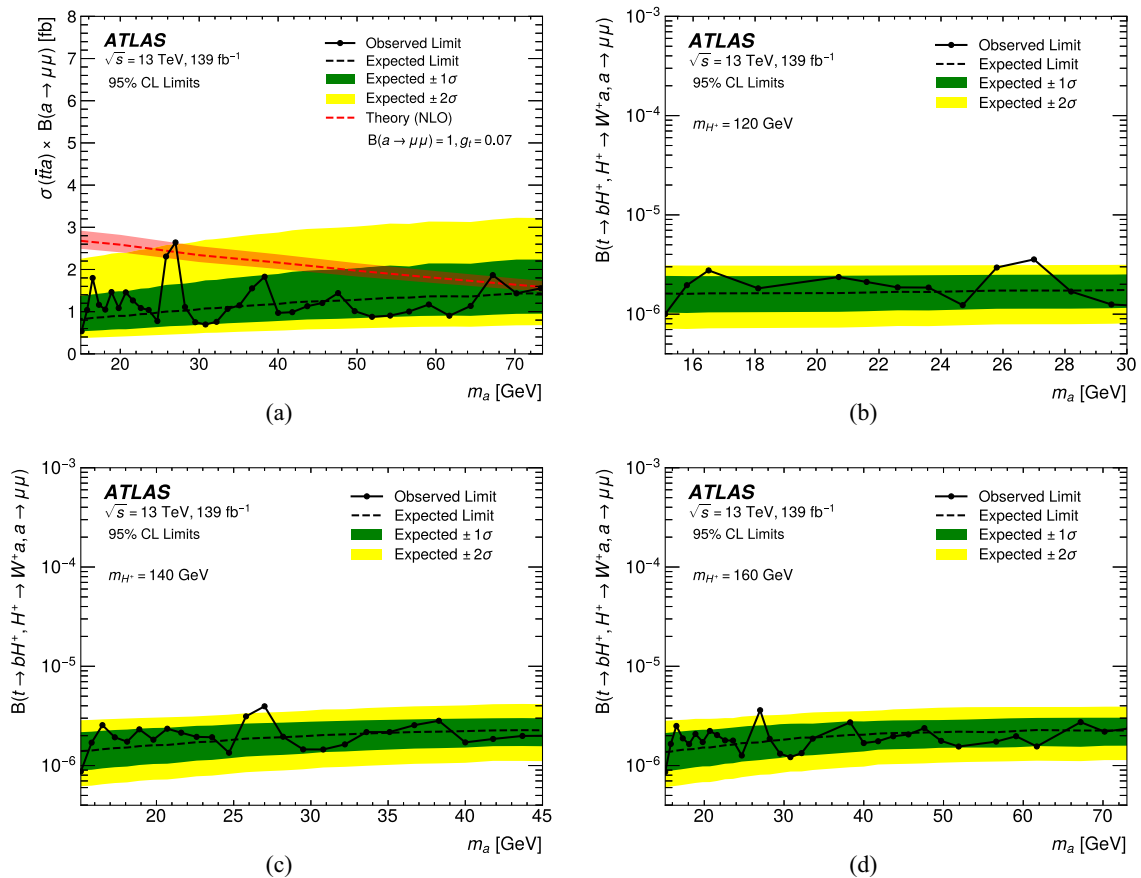 σ(tt̄a) × B(a → μμ) [fb]
8
7
6
5
4
3
2
1
0
ATLAS
√s = 13 TeV, 139 fb⁻¹
95% CL Limits
Observed Limit
Expected Limit
Expected ± 1σ
Expected ± 2σ
Theory (NLO)
B(a → μμ) = 1, gₜ = 0.07
20 30 40 50 60 70
mₐ [GeV]
(a)
B(t → bH⁺, H⁺ → W⁺a, a → μμ)
10⁻³
10⁻⁴
10⁻⁵
10⁻⁶
ATLAS
√s = 13 TeV, 139 fb⁻¹
95% CL Limits
m_H⁺ = 120 GeV
Observed Limit
Expected Limit
Expected ± 1σ
Expected ± 2σ
16 18 20 22 24 26 28 30
mₐ [GeV]
(b)
B(t → bH⁺, H⁺ → W⁺a, a → μμ)
10⁻³
10⁻⁴
10⁻⁵
10⁻⁶
ATLAS
√s = 13 TeV, 139 fb⁻¹
95% CL Limits
m_H⁺ = 140 GeV
Observed Limit
Expected Limit
Expected ± 1σ
Expected ± 2σ
20 25 30 35 40 45
mₐ [GeV]
(c)
B(t → bH⁺, H⁺ → W⁺a, a → μμ)
10⁻³
10⁻⁴
10⁻⁵
10⁻⁶
ATLAS
√s = 13 TeV, 139 fb⁻¹
95% CL Limits
m_H⁺ = 160 GeV
Observed Limit
Expected Limit
Expected ± 1σ
Expected ± 2σ
20 30 40 50 60 70
mₐ [GeV]
(d)